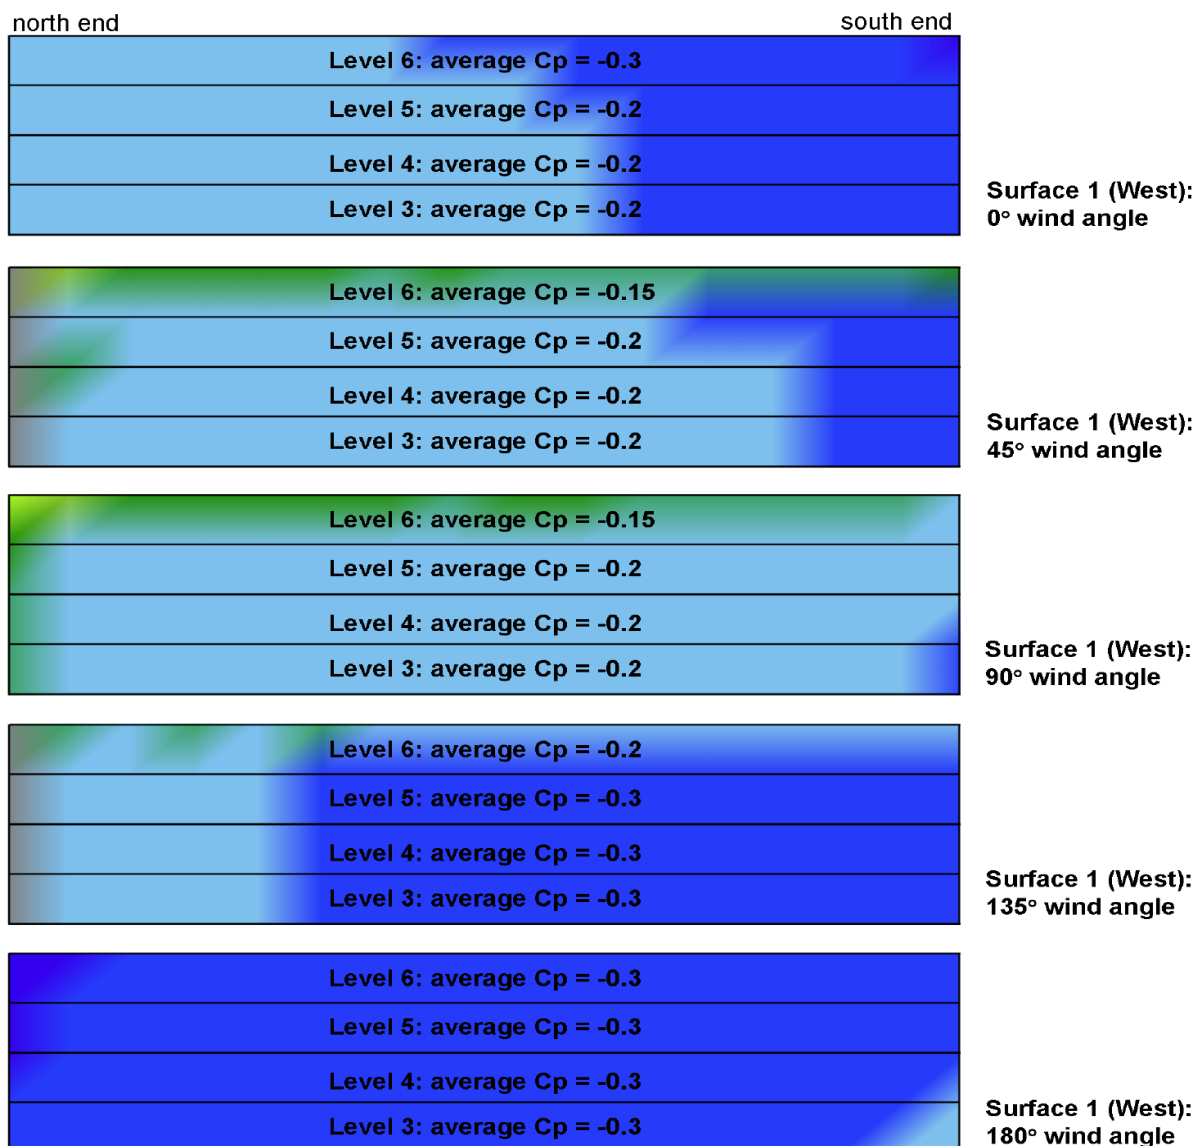 north end
south end
Level 6: average Cp = -0.3
Level 5: average Cp = -0.2
Level 4: average Cp = -0.2
Level 3: average Cp = -0.2
Surface 1 (West):
0° wind angle
Level 6: average Cp = -0.15
Level 5: average Cp = -0.2
Level 4: average Cp = -0.2
Level 3: average Cp = -0.2
Surface 1 (West):
45° wind angle
Level 6: average Cp = -0.15
Level 5: average Cp = -0.2
Level 4: average Cp = -0.2
Level 3: average Cp = -0.2
Surface 1 (West):
90° wind angle
Level 6: average Cp = -0.2
Level 5: average Cp = -0.3
Level 4: average Cp = -0.3
Level 3: average Cp = -0.3
Surface 1 (West):
135° wind angle
Level 6: average Cp = -0.3
Level 5: average Cp = -0.3
Level 4: average Cp = -0.3
Level 3: average Cp = -0.3
Surface 1 (West):
180° wind angle